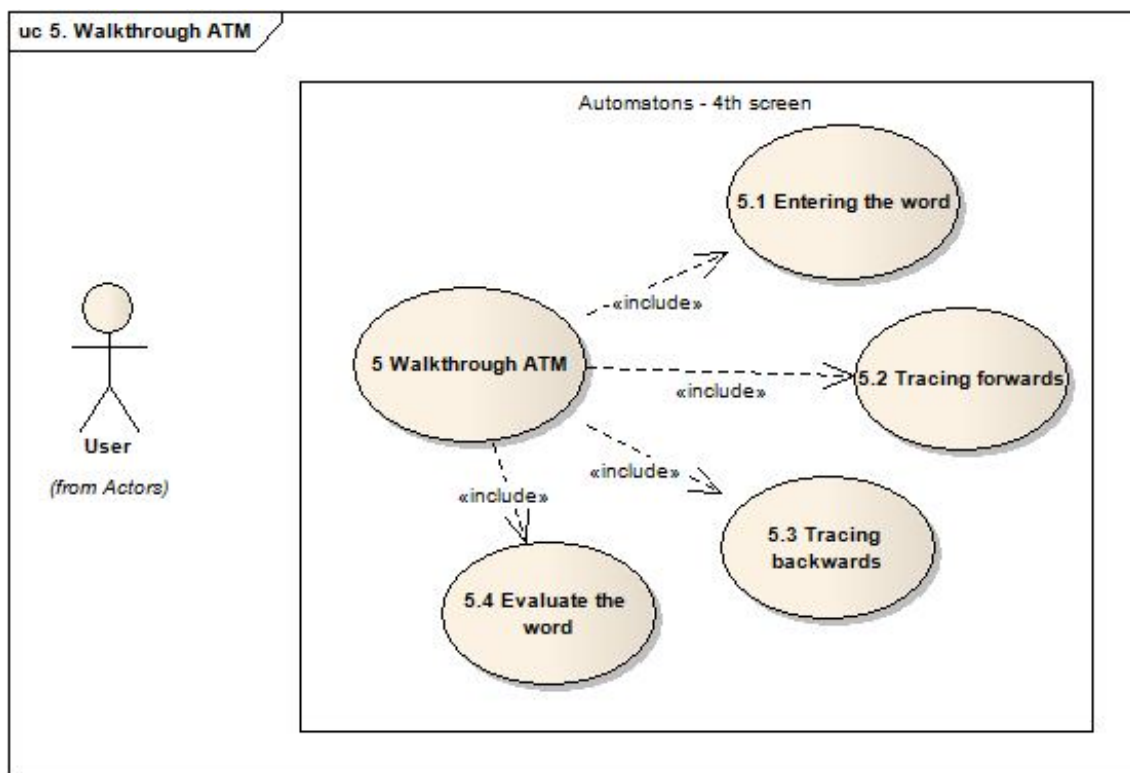 uc 5. Walkthrough ATM
Automatons - 4th screen
5.1 Entering the word
«include»
5 Walkthrough ATM
5.2 Tracing forwards
«include»
User
(from Actors)
«include»
«include»
5.3 Tracing
backwards
5.4 Evaluate the
word